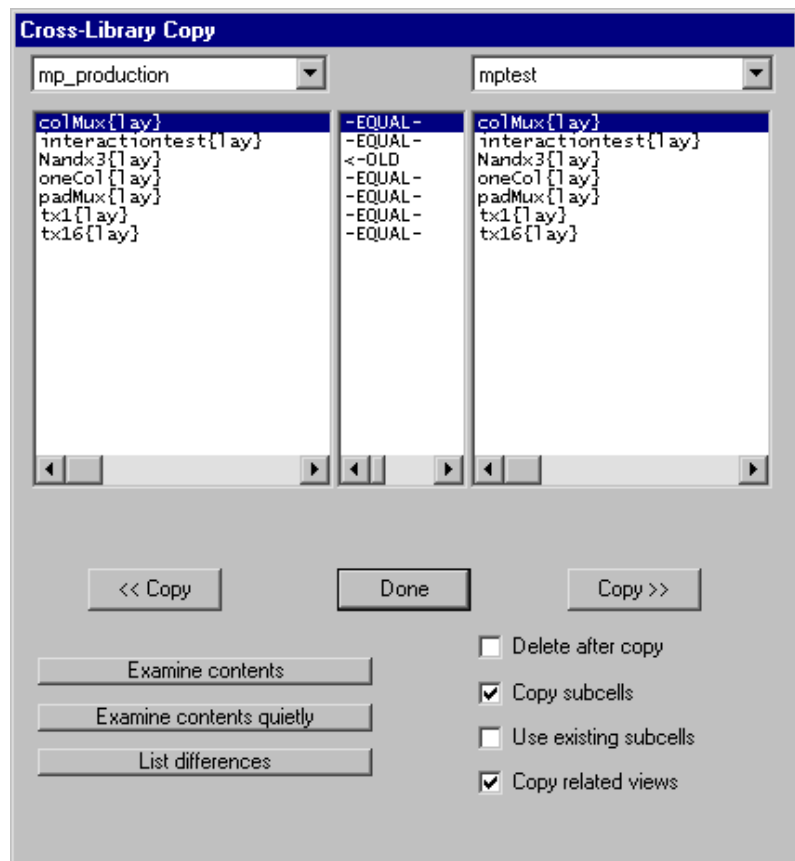 Cross-Library Copy
mp_production
mptest
colMux{lay} -EQUAL- colMux{lay}
interactiontest{lay} -EQUAL- interactiontest{lay}
Nandx3{lay} <-OLD Nandx3{lay}
oneCol{lay} -EQUAL- oneCol{lay}
padMux{lay} -EQUAL- padMux{lay}
tx1{lay} -EQUAL- tx1{lay}
tx16{lay} -EQUAL- tx16{lay}
<< Copy
Done
Copy >>
Examine contents
Examine contents quietly
List differences
Delete after copy
Copy subcells
Use existing subcells
Copy related views